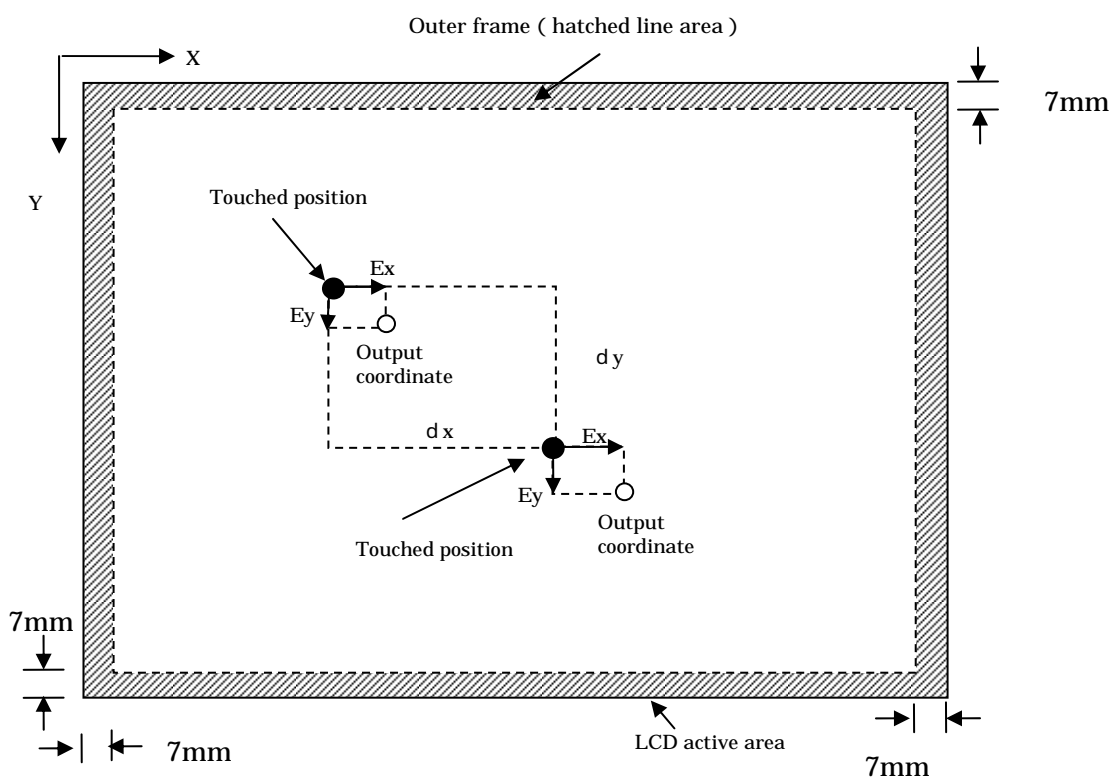 Outer frame ( hatched line area )
X
7mm
Y
Touched position
Ex
Ey
Output
coordinate
d y
d x
Ex
Ey
Output
coordinate
Touched position
7mm
LCD active area
7mm
7mm